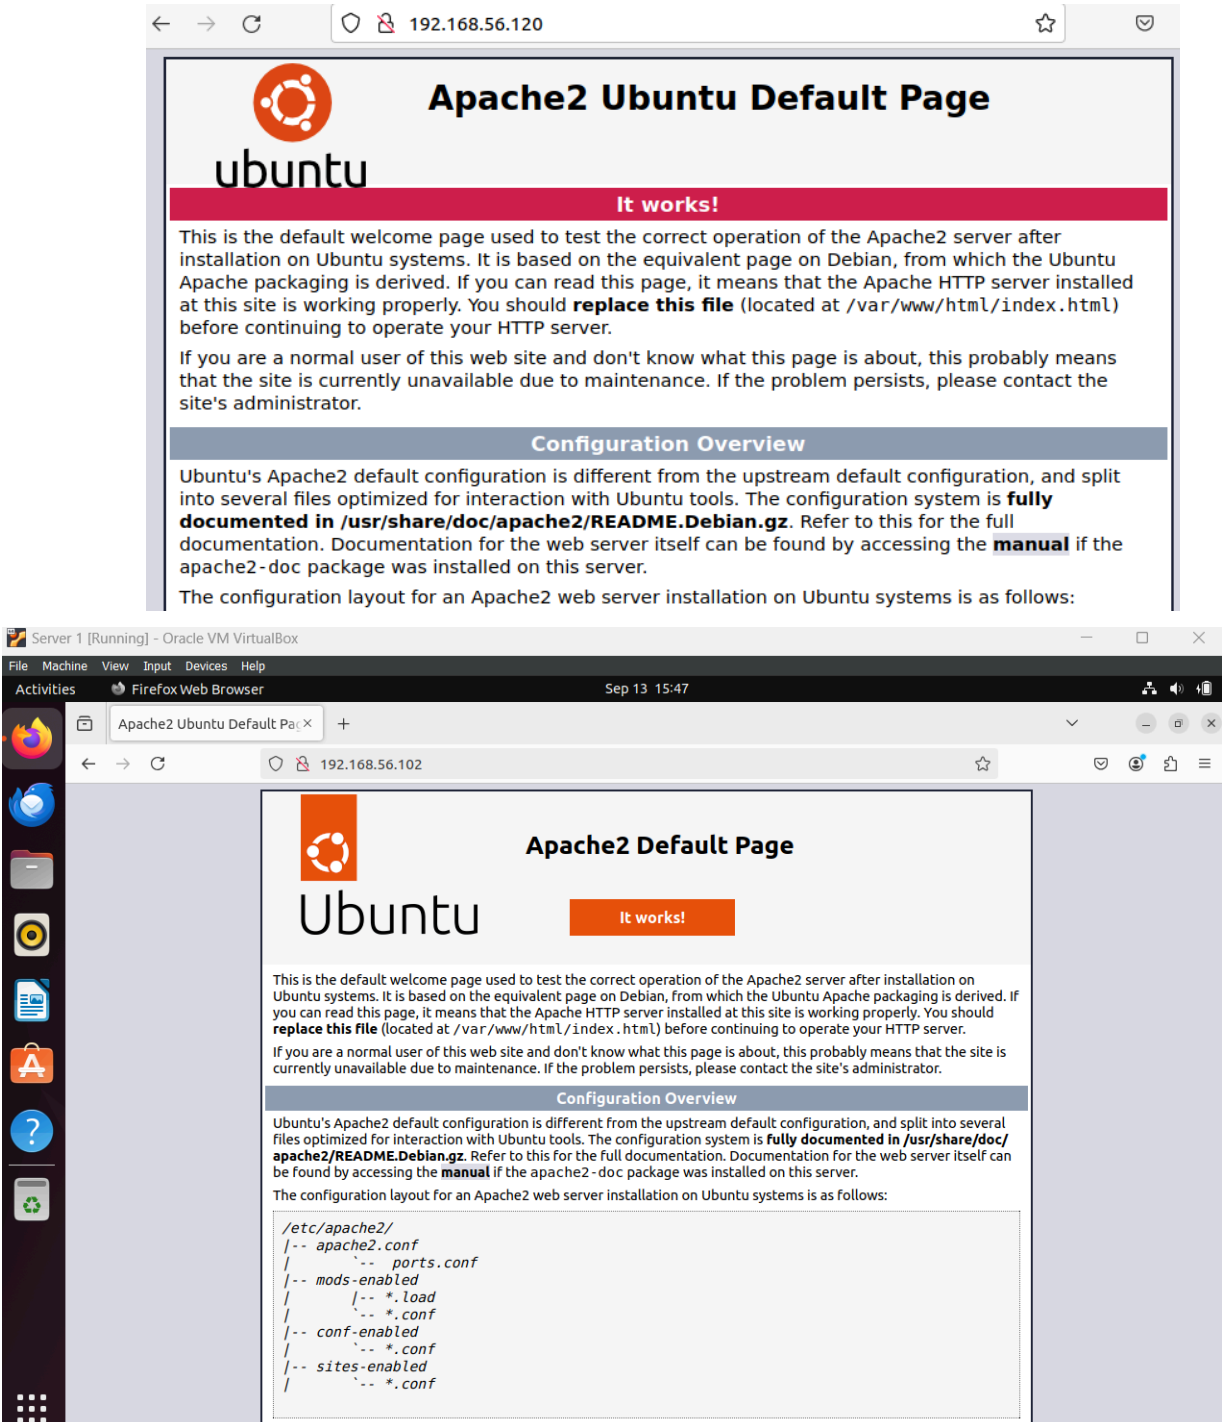 192.168.56.120
Apache2 Ubuntu Default Page
ubuntu
It works!
This is the default welcome page used to test the correct operation of the Apache2 server after
installation on Ubuntu systems. It is based on the equivalent page on Debian, from which the Ubuntu
Apache packaging is derived. If you can read this page, it means that the Apache HTTP server installed
at this site is working properly. You should replace this file (located at /var/www/html/index.html)
before continuing to operate your HTTP server.
If you are a normal user of this web site and don't know what this page is about, this probably means
that the site is currently unavailable due to maintenance. If the problem persists, please contact the
site's administrator.
Configuration Overview
Ubuntu's Apache2 default configuration is different from the upstream default configuration, and split
into several files optimized for interaction with Ubuntu tools. The configuration system is fully
documented in /usr/share/doc/apache2/README.Debian.gz. Refer to this for the full
documentation. Documentation for the web server itself can be found by accessing the manual if the
apache2-doc package was installed on this server.
The configuration layout for an Apache2 web server installation on Ubuntu systems is as follows:
Server 1 [Running] - Oracle VM VirtualBox
File Machine View Input Devices Help
Activities Firefox Web Browser Sep 13 15:47
Apache2 Ubuntu Default Pag
192.168.56.102
Apache2 Default Page
Ubuntu
It works!
This is the default welcome page used to test the correct operation of the Apache2 server after installation on
Ubuntu systems. It is based on the equivalent page on Debian, from which the Ubuntu Apache packaging is derived. If
you can read this page, it means that the Apache HTTP server installed at this site is working properly. You should
replace this file (located at /var/www/html/index.html) before continuing to operate your HTTP server.
If you are a normal user of this web site and don't know what this page is about, this probably means that the site is
currently unavailable due to maintenance. If the problem persists, please contact the site's administrator.
Configuration Overview
Ubuntu's Apache2 default configuration is different from the upstream default configuration, and split into several
files optimized for interaction with Ubuntu tools. The configuration system is fully documented in /usr/share/doc/
apache2/README.Debian.gz. Refer to this for the full documentation. Documentation for the web server itself can
be found by accessing the manual if the apache2-doc package was installed on this server.
The configuration layout for an Apache2 web server installation on Ubuntu systems is as follows:
/etc/apache2/
|-- apache2.conf
|       `--  ports.conf
|-- mods-enabled
|       |-- *.load
|       `-- *.conf
|-- conf-enabled
|       `-- *.conf
|-- sites-enabled
|       `-- *.conf